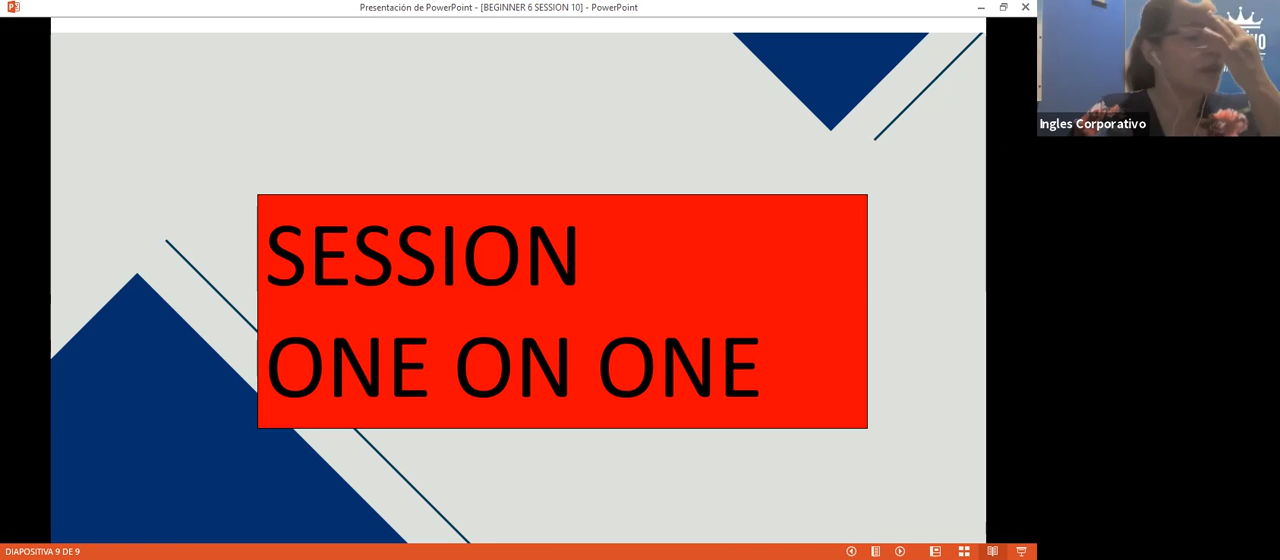 Presentación de PowerPoint - [BEGINNER 6 SESSION 10] - PowerPoint
Ingles Corporativo
SESSION
ONE ON ONE
DIAPOSITIVA 9 DE 9